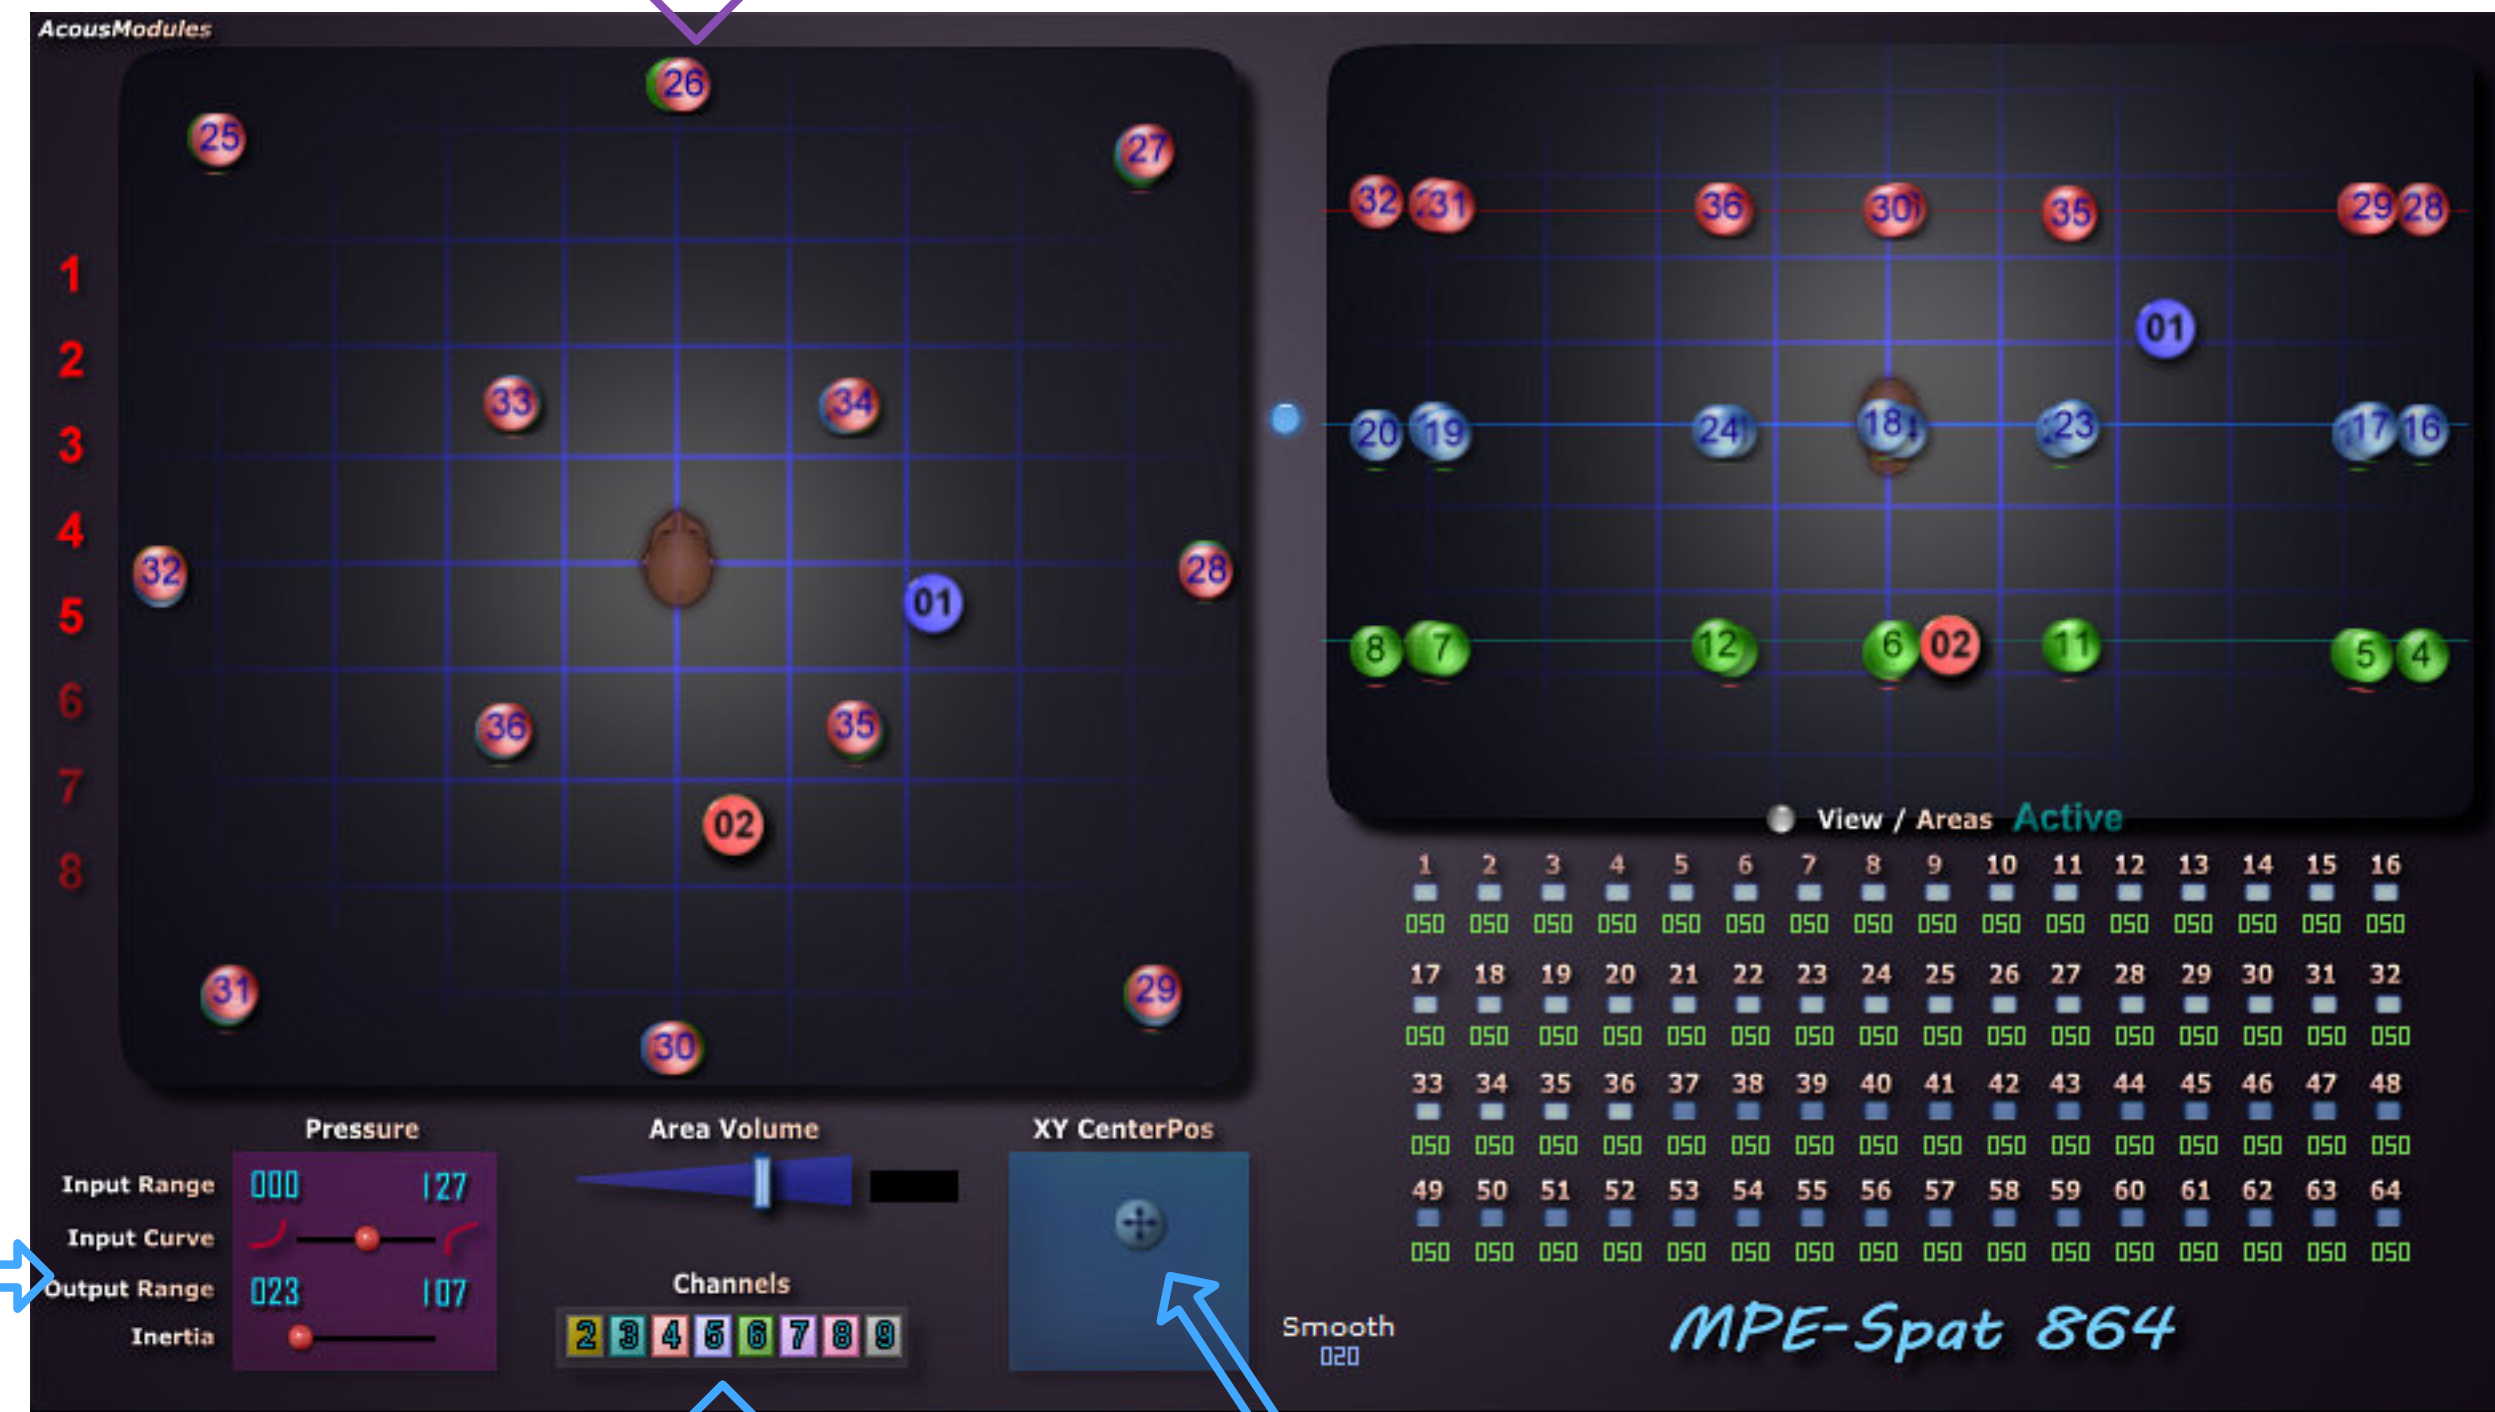 AcousModules
26
25
27
1
2
3
4
5
6
7
8
33 34
32 28
01
36 35
02
31 29
30
32 31 36 30 35 29 28
01
20 19 24 18 23 17 16
8 7 12 6 02 11 5 4
View / Areas Active
1 2 3 4 5 6 7 8 9 10 11 12 13 14 15 16
050 050 050 050 050 050 050 050 050 050 050 050 050 050 050 050
17 18 19 20 21 22 23 24 25 26 27 28 29 30 31 32
050 050 050 050 050 050 050 050 050 050 050 050 050 050 050 050
33 34 35 36 37 38 39 40 41 42 43 44 45 46 47 48
050 050 050 050 050 050 050 050 050 050 050 050 050 050 050 050
49 50 51 52 53 54 55 56 57 58 59 60 61 62 63 64
050 050 050 050 050 050 050 050 050 050 050 050 050 050 050 050
Pressure
Input Range 000 127
Input Curve
Output Range 023 107
Inertia
Area Volume
Channels
2 3 4 5 6 7 8 9
XY CenterPos
Smooth
020
MPE-Spat 864